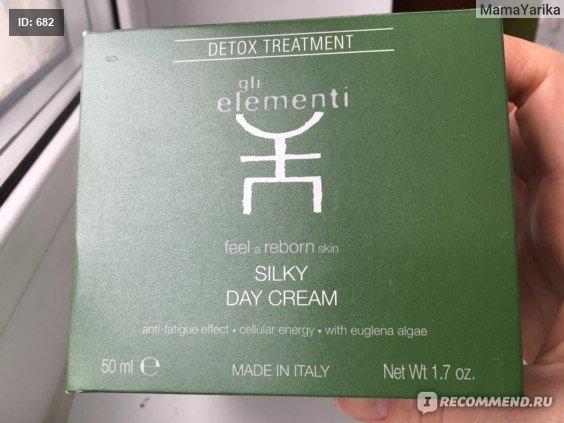 ID: 682
MamaYarika
DETOX TREATMENT
gli
elementi
feel a reborn skin
SILKY
DAY CREAM
anti-fatigue effect • cellular energy • with euglena algae
50 ml ℮ MADE IN ITALY Net Wt 1.7 oz.
IRECOMMEND.RU